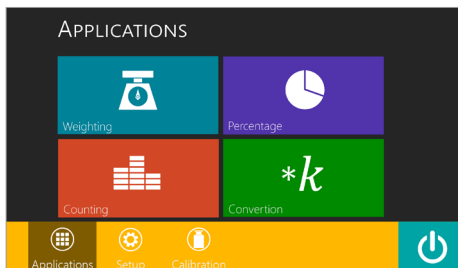 APPLICATIONS
Weighting
Percentage
Counting
*k
Convertion
Applications
Setup
Calibration